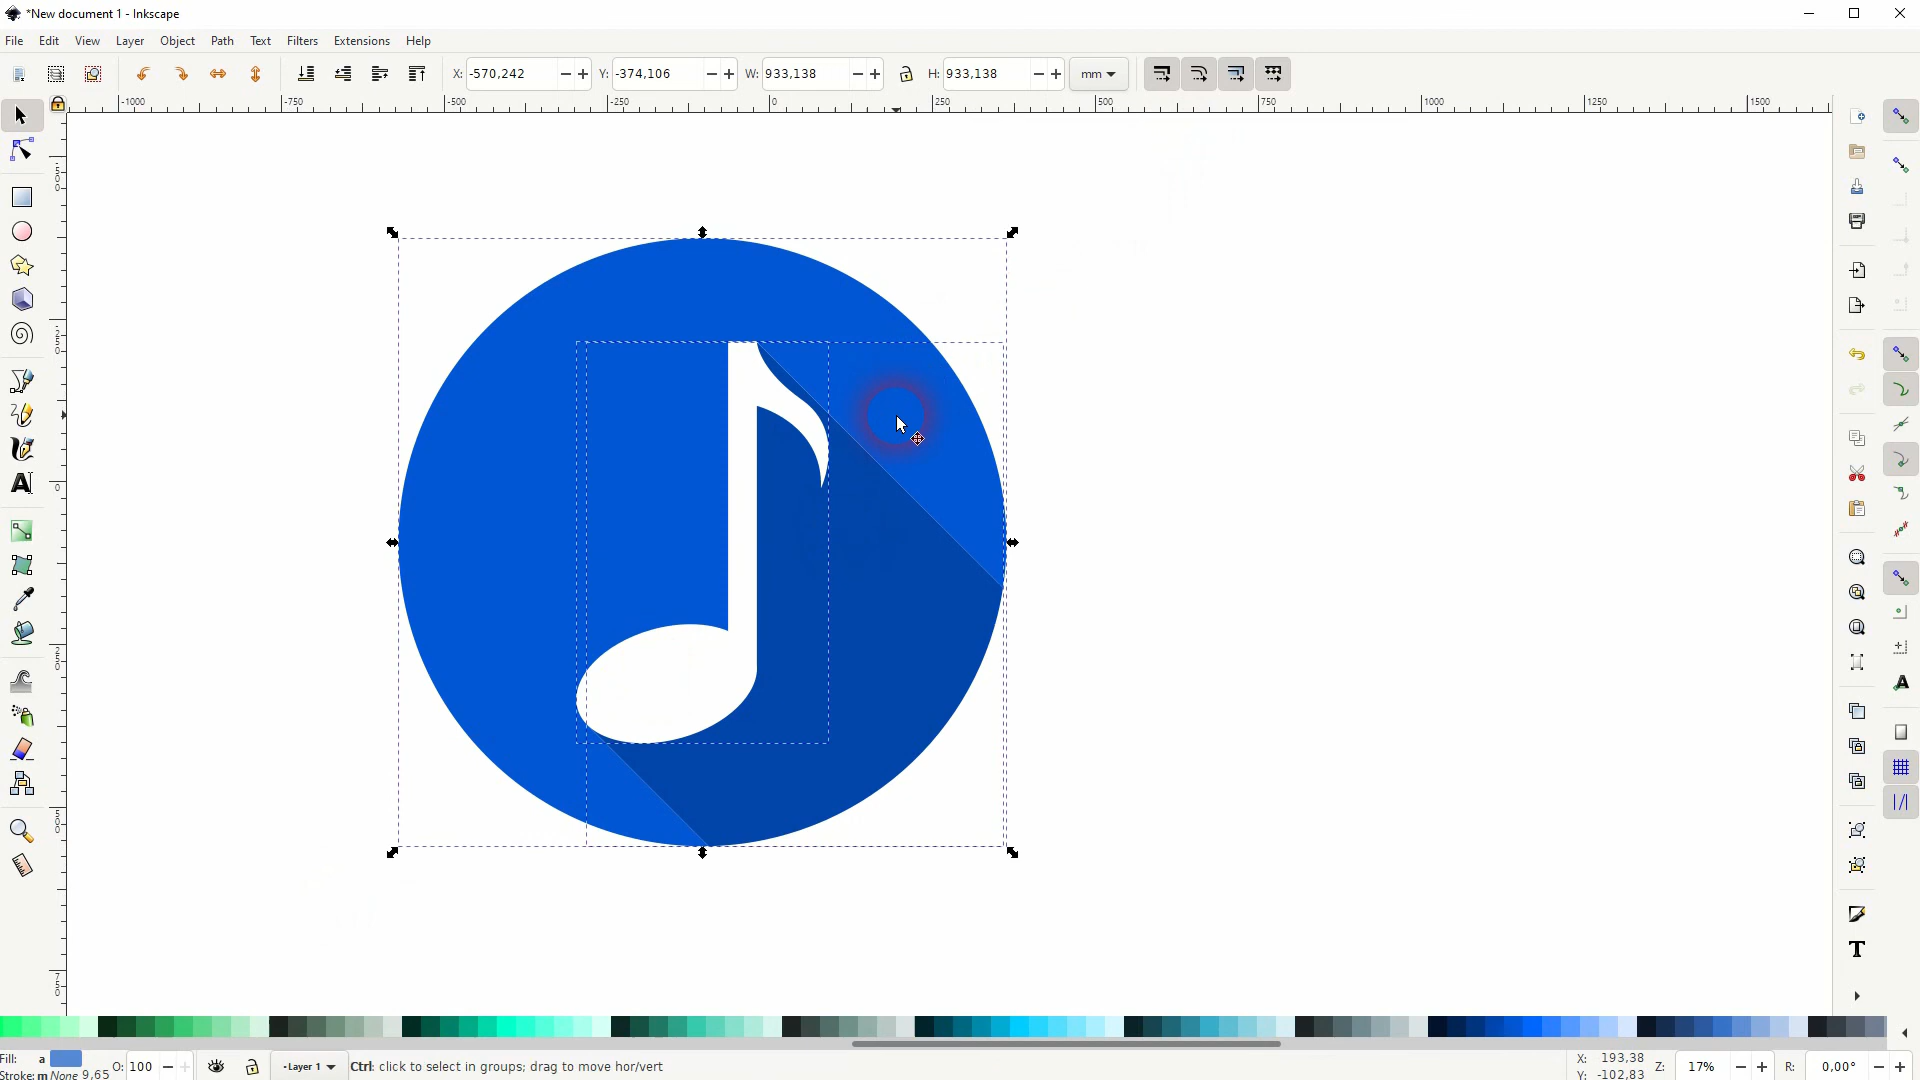 *New document 1 - Inkscape
File Edit View Layer Object Path Text Filters Extensions Help
X: -570,242 Y: -374,106 W: 933,138 H: 933,138 mm
-1000 -750 -500 -250 0 250 500 750 1000 1250 1500
Fill: a O: 100 -Layer 1 Ctrl: click to select in groups; drag to move hor/vert X: 193,38 Z: 17% R: 0,00°
Stroke: m None 9,65 Y: -102,83